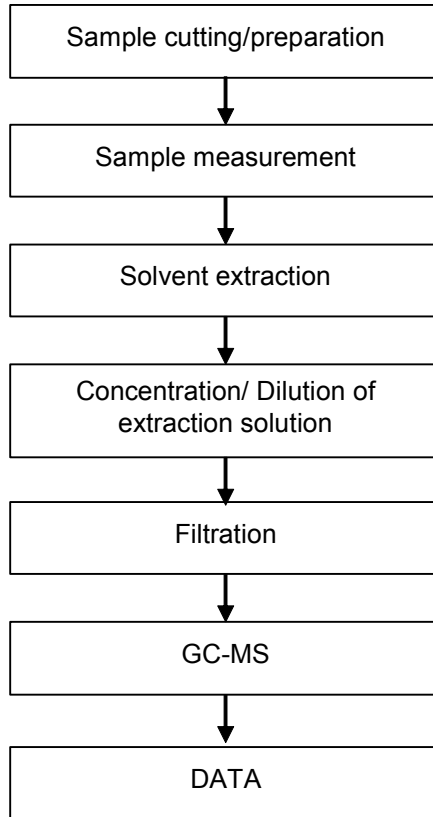 Sample cutting/preparation
Sample measurement
Solvent extraction
Concentration/ Dilution of
extraction solution
Filtration
GC-MS
DATA